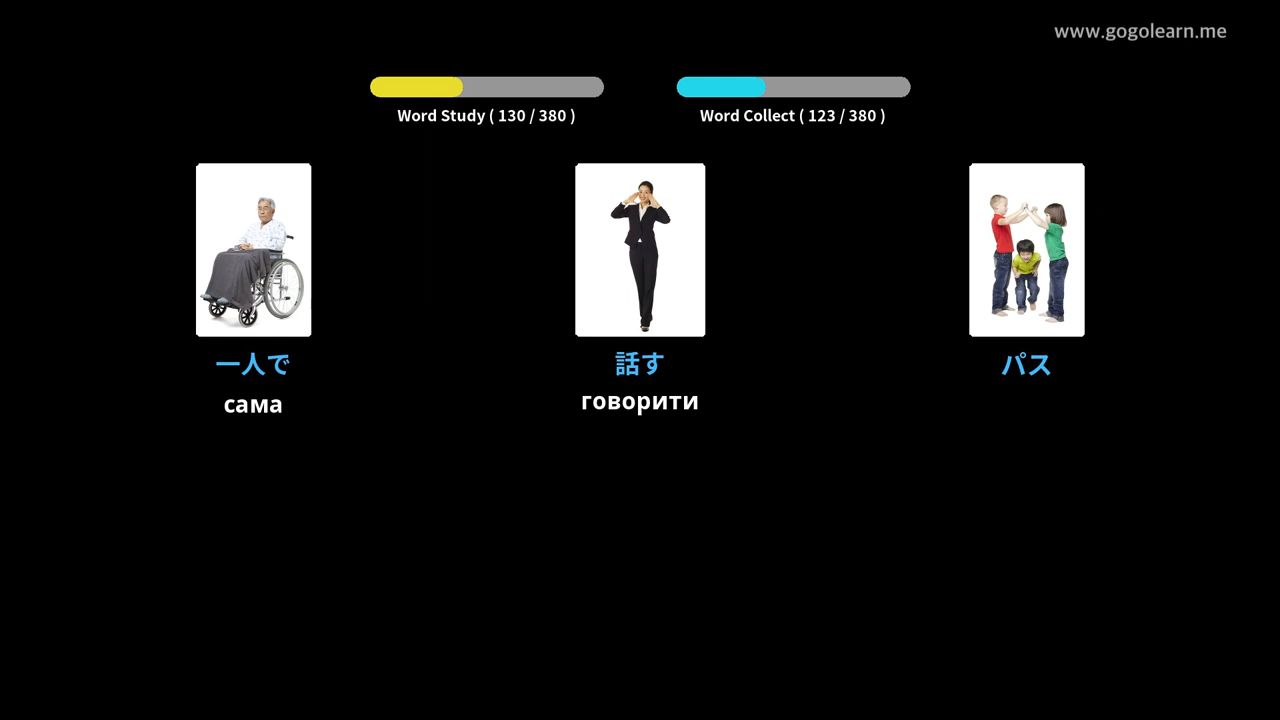 www.gogolearn.me
Word Study ( 130 / 380 )
Word Collect ( 123 / 380 )
一人で
сама
話す
говорити
パス